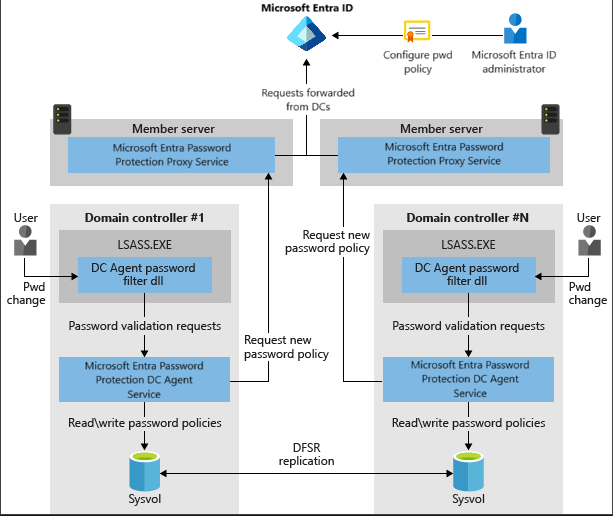 Microsoft Entra ID
Configure pwd
policy
Microsoft Entra ID
administrator
Requests forwarded
from DCs
Member server
Microsoft Entra Password
Protection Proxy Service
Member server
Microsoft Entra Password
Protection Proxy Service
User
Pwd
change
Domain controller #1
LSASS.EXE
DC Agent password
filter dll
Password validation requests
Microsoft Entra Password
Protection DC Agent
Service
Read\write password policies
Sysvol
Request new
password policy
Request new
password policy
DFSR
replication
Domain controller #N
LSASS.EXE
DC Agent password
filter dll
Password validation requests
Microsoft Entra Password
Protection DC Agent
Service
Read\write password policies
Sysvol
User
Pwd
change